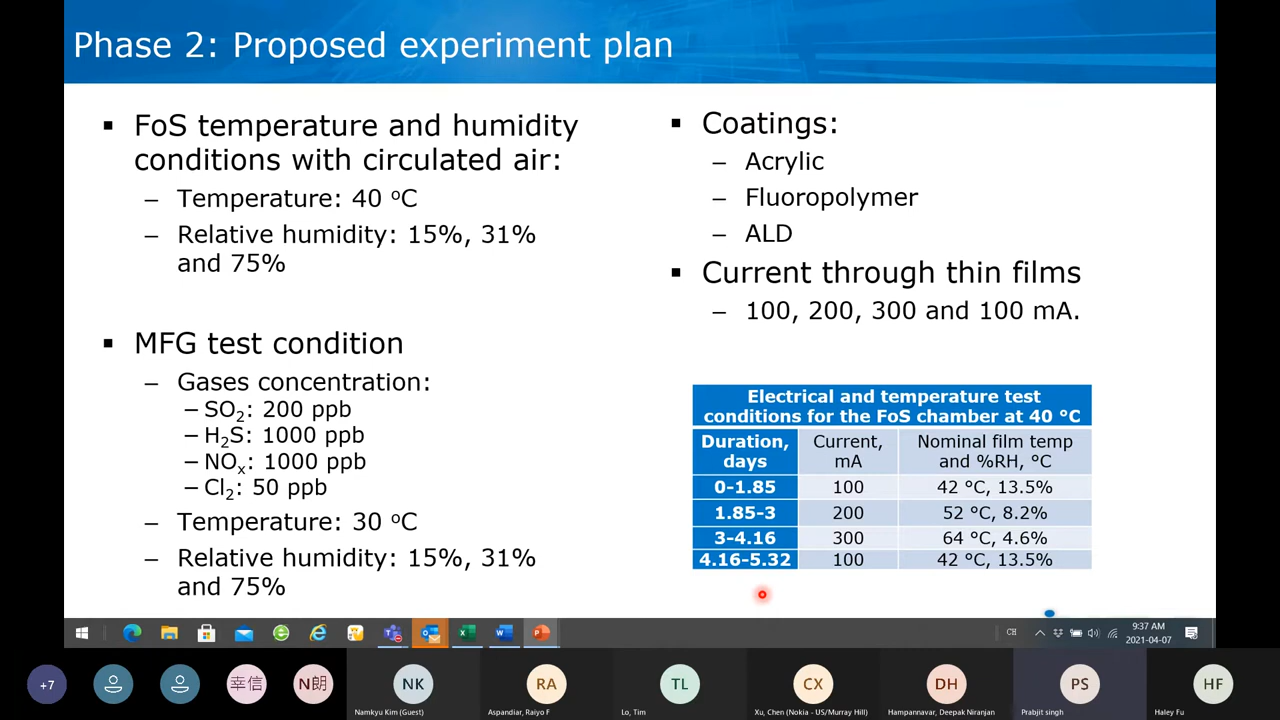 Phase 2: Proposed experiment plan
▪ FoS temperature and humidity
conditions with circulated air:
– Temperature: 40 ºC
– Relative humidity: 15%, 31%
and 75%
▪ MFG test condition
– Gases concentration:
– SO₂: 200 ppb
– H₂S: 1000 ppb
– NOₓ: 1000 ppb
– Cl₂: 50 ppb
– Temperature: 30 ºC
– Relative humidity: 15%, 31%
and 75%
▪ Coatings:
– Acrylic
– Fluoropolymer
– ALD
▪ Current through thin films
– 100, 200, 300 and 100 mA.
Electrical and temperature test
conditions for the FoS chamber at 40 °C
Duration, days Current, mA Nominal film temp and %RH, °C
0-1.85 100 42 °C, 13.5%
1.85-3 200 52 °C, 8.2%
3-4.16 300 64 °C, 4.6%
4.16-5.32 100 42 °C, 13.5%
CH
9:37 AM
2021-04-07
+7
幸信
N朗
NK
RA
TL
CX
DH
PS
HF
Namkyu Kim (Guest)
Aspandiar, Raiyo F
Lo, Tim
Xu, Chen (Nokia - US/Murray Hill)
Hampannavar, Deepak Niranjan
Prabjit singh
Haley Fu